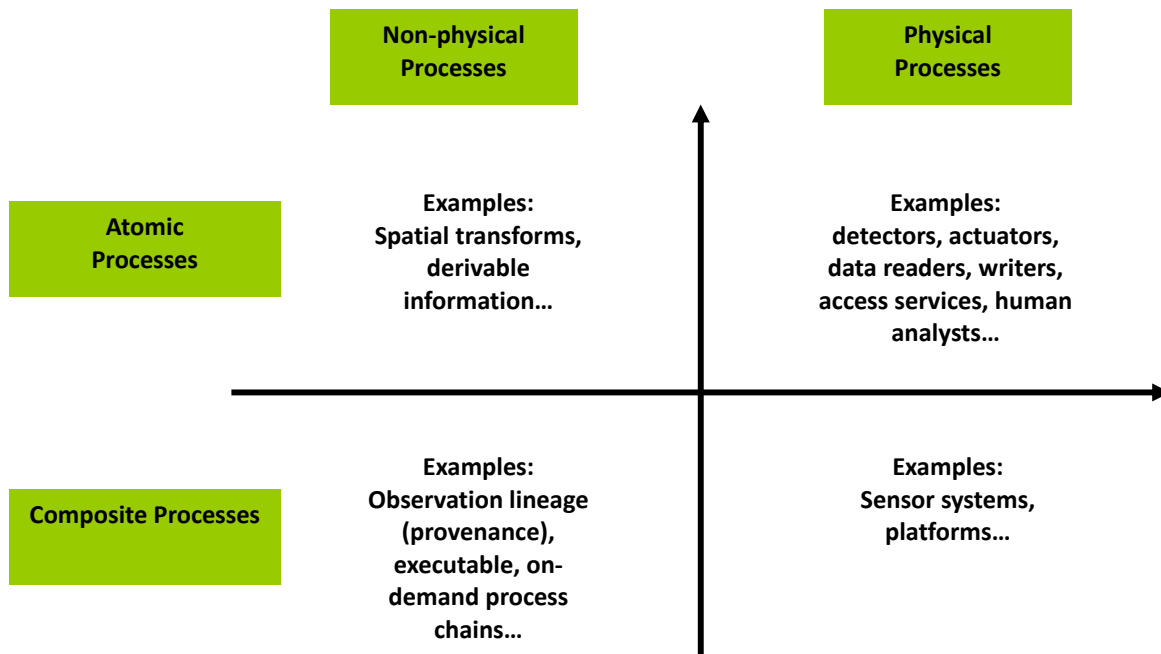 Non-physical
Processes
Physical
Processes
Atomic
Processes
Examples:
Spatial transforms,
derivable
information…
Examples:
detectors, actuators,
data readers, writers,
access services, human
analysts…
Composite Processes
Examples:
Observation lineage
(provenance),
executable, on-
demand process
chains…
Examples:
Sensor systems,
platforms…